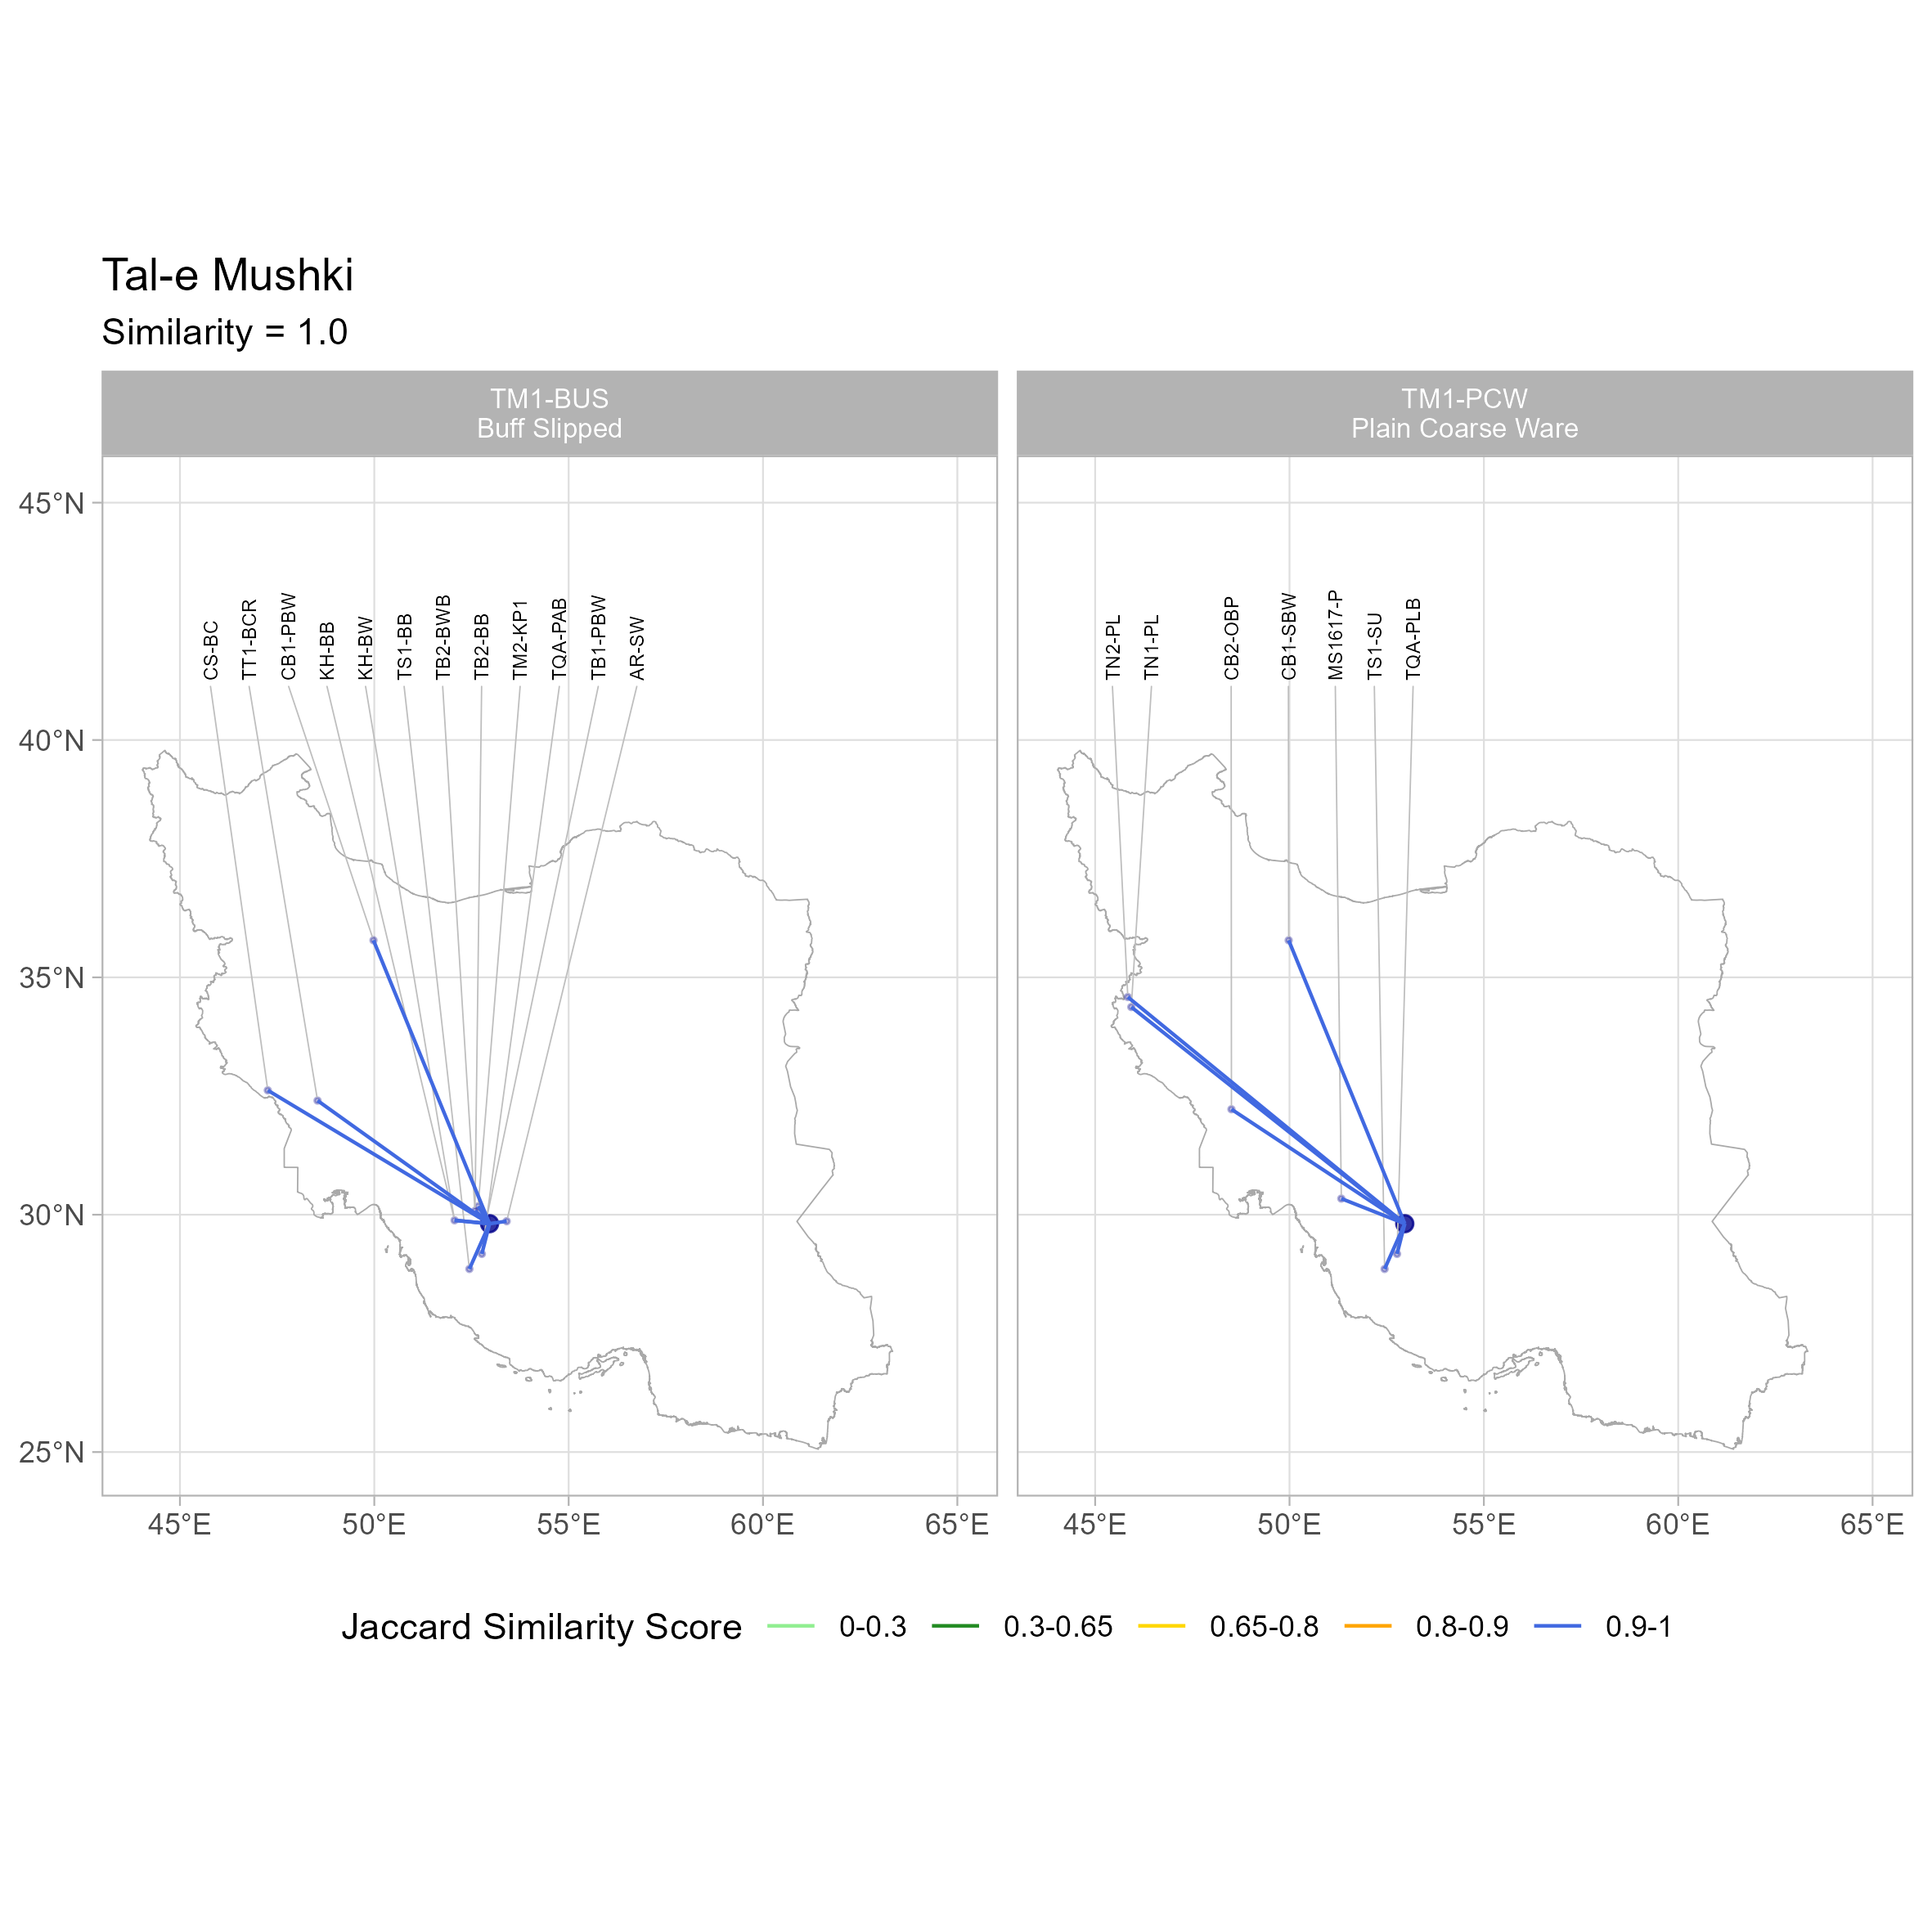 Tal-e Mushki
Similarity = 1.0
TM1-BUS
Buff Slipped
TM1-PCW
Plain Coarse Ware
45°N
40°N
35°N
30°N
25°N
CS-BC
TT1-BCR
CB1-PBW
KH-BB
KH-BW
TS1-BB
TB2-BWB
TB2-BB
TM2-KP1
TQA-PAB
TB1-PBW
AR-SW
TN2-PL
TN1-PL
CB2-OBP
CB1-SBW
MS1617-P
TS1-SU
TQA-PLB
45°E 50°E 55°E 60°E 65°E
45°E 50°E 55°E 60°E 65°E
Jaccard Similarity Score 0-0.3 0.3-0.65 0.65-0.8 0.8-0.9 0.9-1